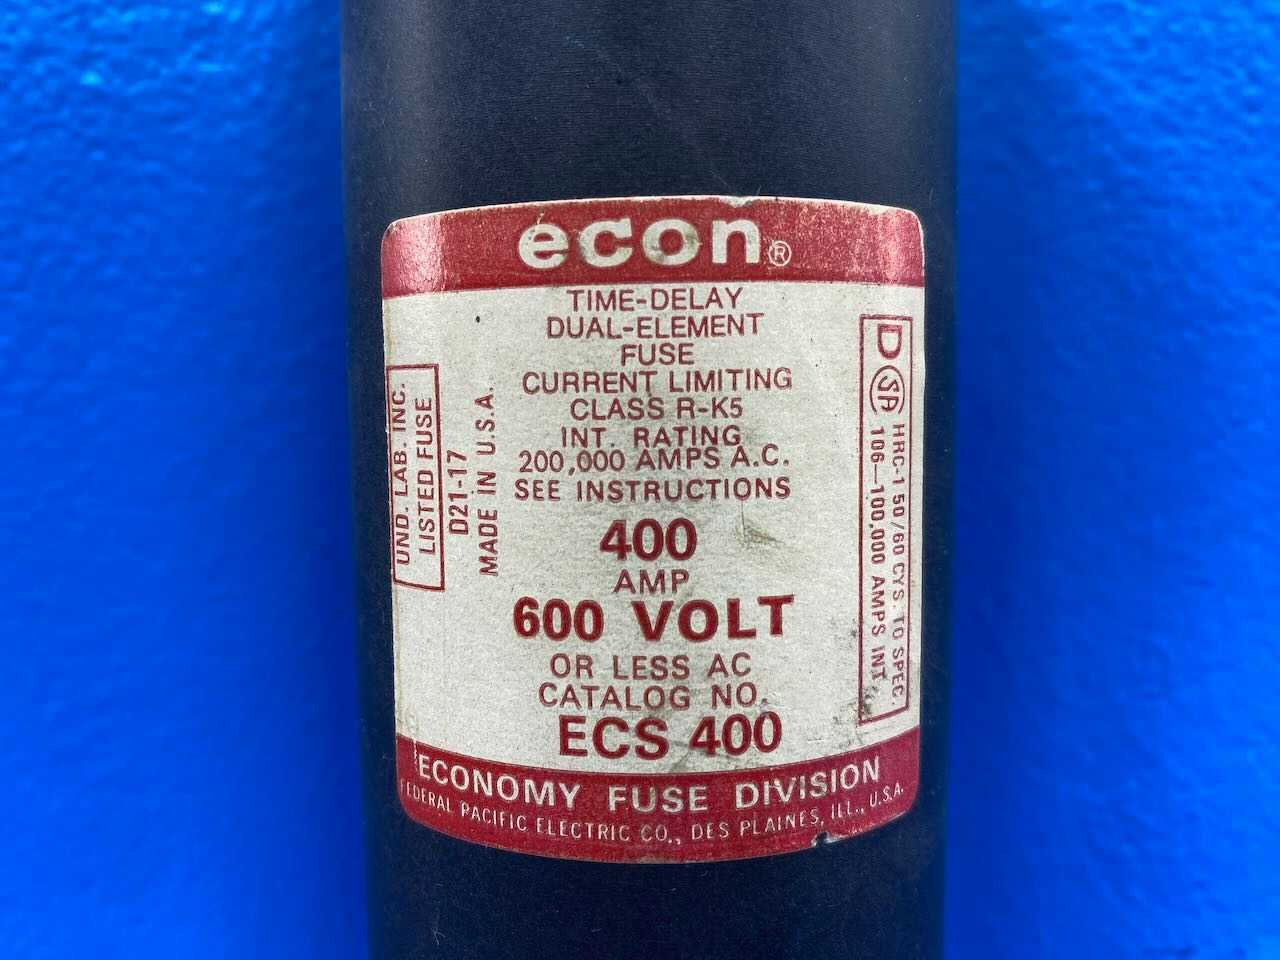 econ®
TIME-DELAY
DUAL-ELEMENT
FUSE
CURRENT LIMITING
CLASS R-K5
INT. RATING
200,000 AMPS A.C.
SEE INSTRUCTIONS
400
AMP
600 VOLT
OR LESS AC
CATALOG NO.
ECS 400
UND. LAB. INC.
LISTED FUSE
D21-17
MADE IN U.S.A.
D SA HRC-1 50/60 CYS. TO SPEC.
106-100,000 AMPS INT.
ECONOMY FUSE DIVISION
FEDERAL PACIFIC ELECTRIC CO., DES PLAINES, ILL., U.S.A.